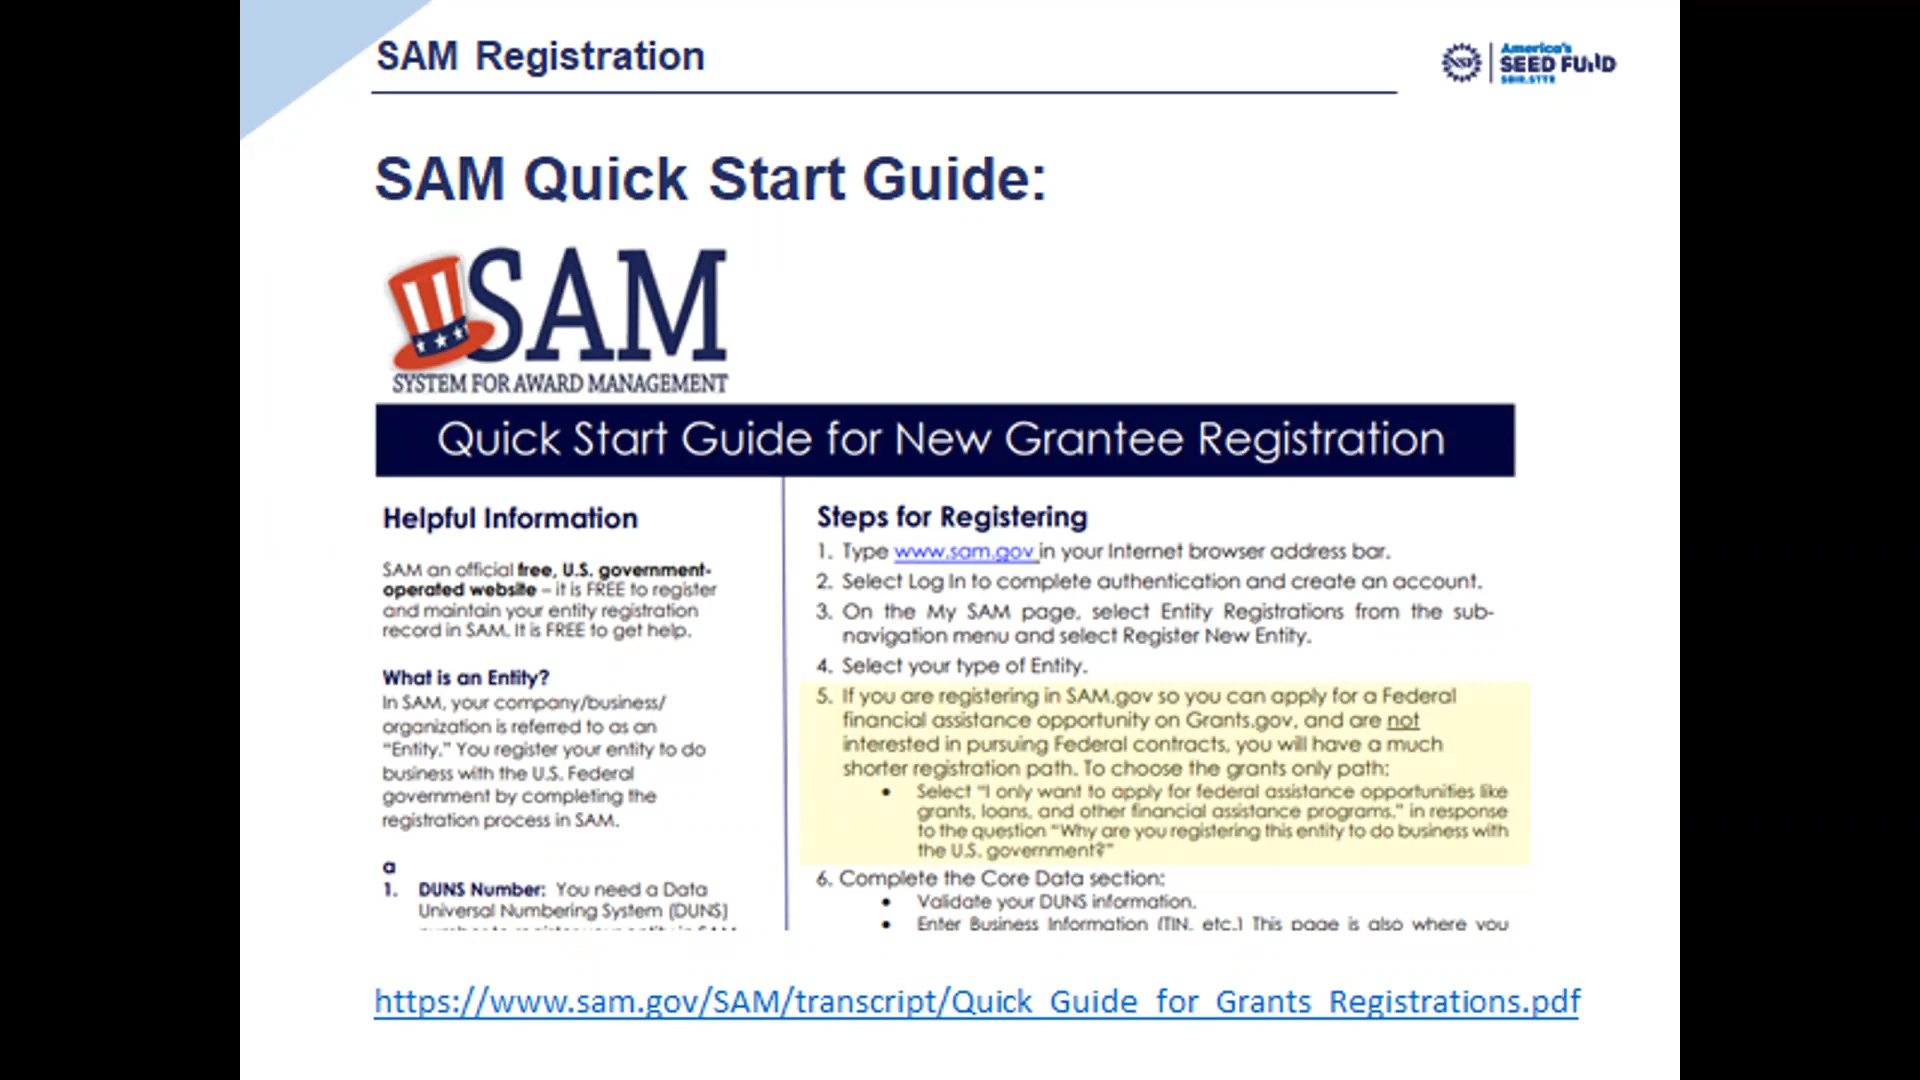 SAM Registration
NSF
America's
SEED FUND
SBIR.STTR
SAM Quick Start Guide:
SAM
SYSTEM FOR AWARD MANAGEMENT
Quick Start Guide for New Grantee Registration
Helpful Information
SAM an official free, U.S. government-
operated website – it is FREE to register
and maintain your entity registration
record in SAM. It is FREE to get help.
What is an Entity?
In SAM, your company/business/
organization is referred to as an
"Entity." You register your entity to do
business with the U.S. Federal
government by completing the
registration process in SAM.
a
1. DUNS Number: You need a Data
Universal Numbering System (DUNS)
Steps for Registering
1. Type www.sam.gov in your Internet browser address bar.
2. Select Log In to complete authentication and create an account.
3. On the My SAM page, select Entity Registrations from the sub-
navigation menu and select Register New Entity.
4. Select your type of Entity.
5. If you are registering in SAM.gov so you can apply for a Federal
financial assistance opportunity on Grants.gov, and are not
interested in pursuing Federal contracts, you will have a much
shorter registration path. To choose the grants only path:
• Select "I only want to apply for federal assistance opportunities like
grants, loans, and other financial assistance programs." in response
to the question "Why are you registering this entity to do business with
the U.S. government?"
6. Complete the Core Data section:
• Validate your DUNS information.
• Enter Business Information (TIN, etc.) This page is also where you
https://www.sam.gov/SAM/transcript/Quick_Guide_for_Grants_Registrations.pdf